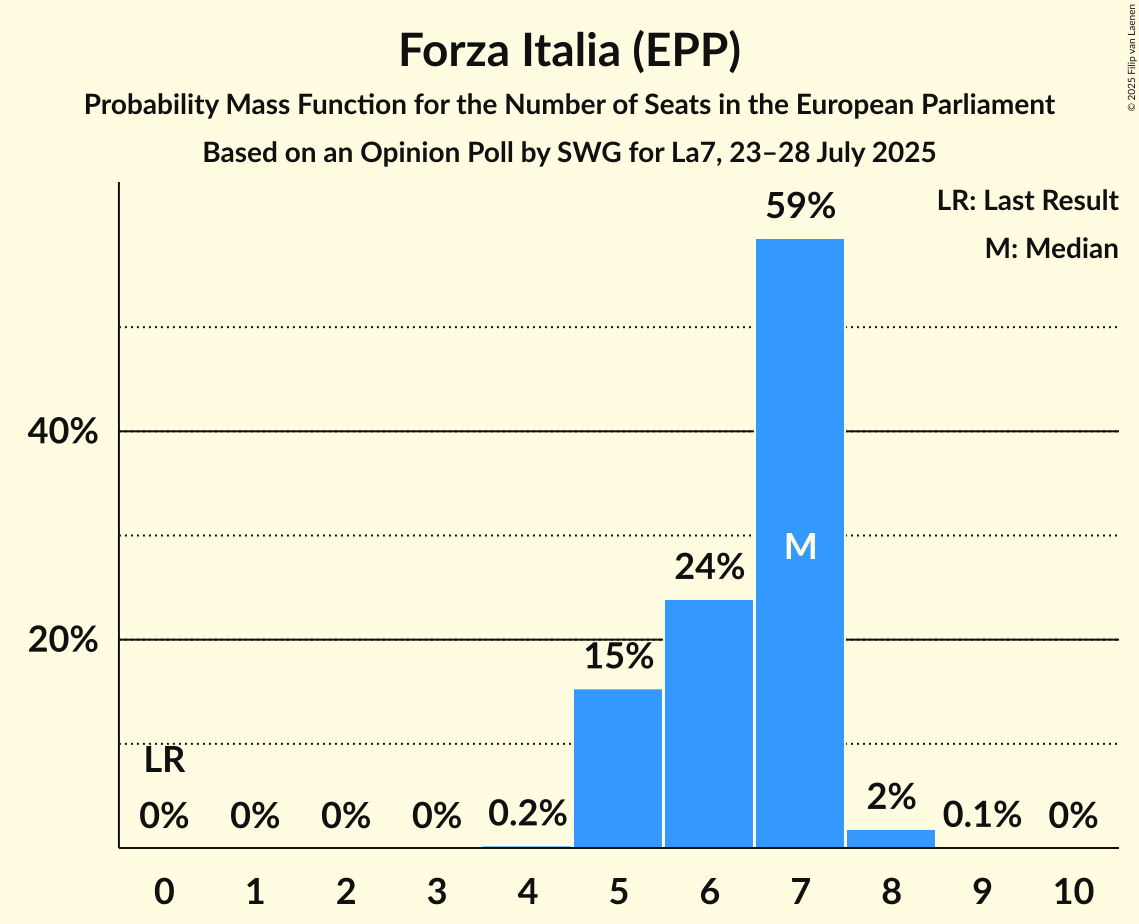 Forza Italia (EPP)
Probability Mass Function for the Number of Seats in the European Parliament
Based on an Opinion Poll by SWG for La7, 23–28 July 2025
© 2025 Filip van Laenen
LR: Last Result
M: Median
59%
40%
M
24%
20%
15%
LR
0% 0% 0% 0% 0.2% 2% 0.1% 0%
0 1 2 3 4 5 6 7 8 9 10